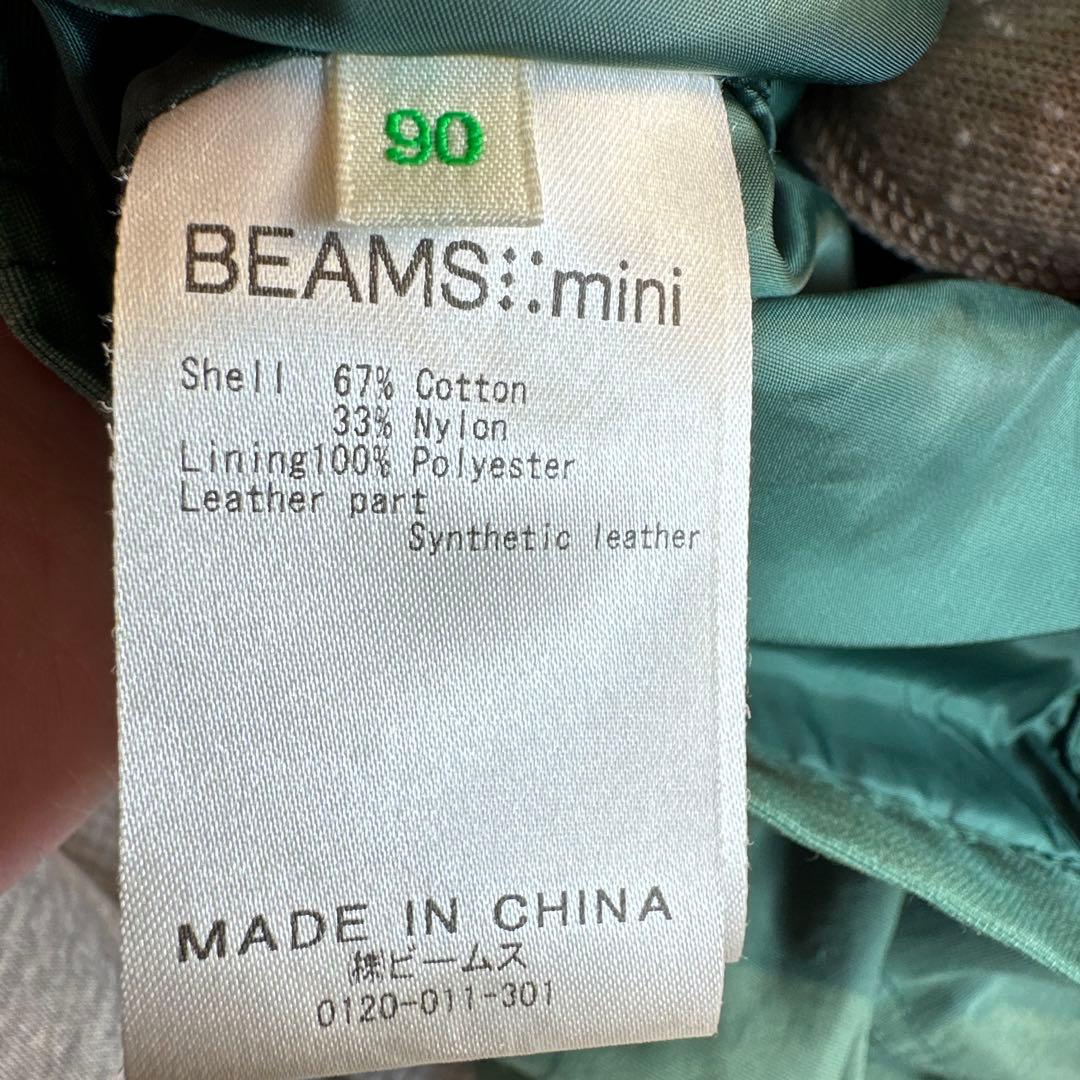 90
BEAMS mini
Shell 67% Cotton
33% Nylon
Lining100% Polyester
Leather part
Synthetic leather
MADE IN CHINA
㈱ビームス
0120-011-301